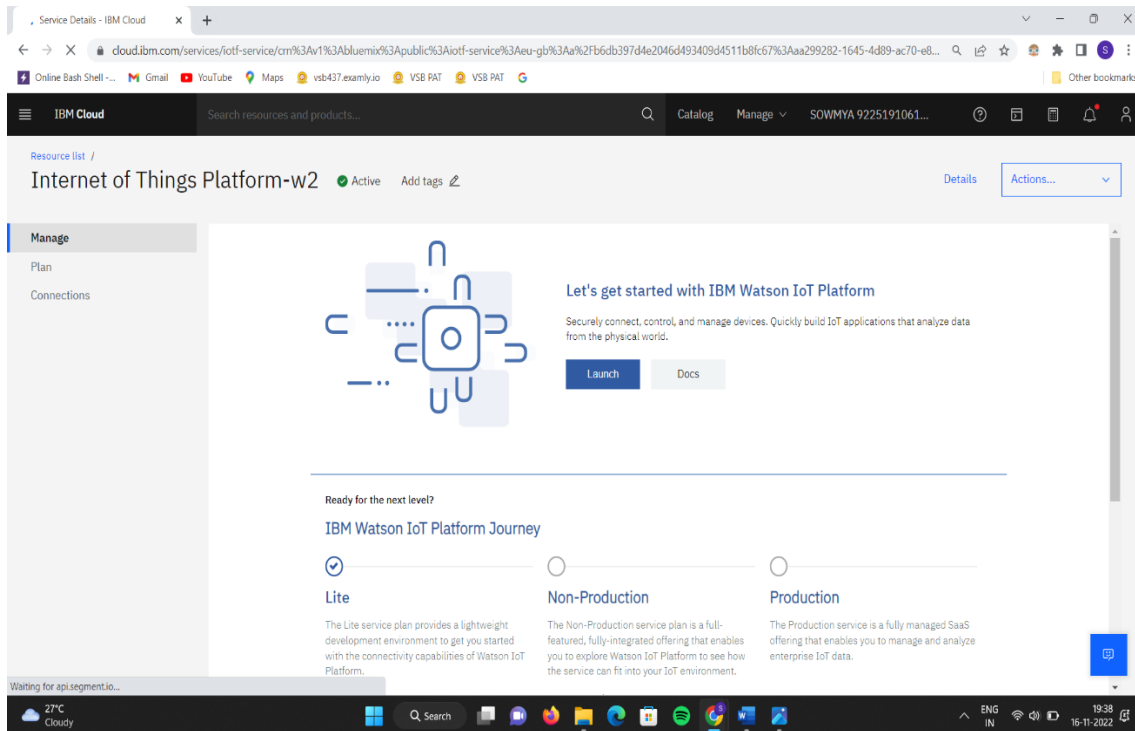 Service Details - IBM Cloud
cloud.ibm.com/services/iotf-service/crn%3Av1%3Abluemix%3Apublic%3Aiotf-service%3Aeu-gb%3Aa%2Fb6db397d4e2046d493409d4511b8fc67%3Aaa299282-1645-4d89-ac70-e8...
Online Bash Shell -... Gmail YouTube Maps vsb437.examly.io VSB PAT VSB PAT Other bookmarks
IBM Cloud Search resources and products... Catalog Manage SOWMYA 9225191061...
Resource list /
Internet of Things Platform-w2 Active Add tags Details Actions...
Manage
Plan
Connections
Let's get started with IBM Watson IoT Platform
Securely connect, control, and manage devices. Quickly build IoT applications that analyze data
from the physical world.
Launch Docs
Ready for the next level?
IBM Watson IoT Platform Journey
Lite
The Lite service plan provides a lightweight
development environment to get you started
with the connectivity capabilities of Watson IoT
Platform.
Non-Production
The Non-Production service plan is a full-
featured, fully-integrated offering that enables
you to explore Watson IoT Platform to see how
the service can fit into your IoT environment.
Production
The Production service is a fully managed SaaS
offering that enables you to manage and analyze
enterprise IoT data.
Waiting for api.segment.io...
27°C
Cloudy
Search
ENG
IN
19:38
16-11-2022